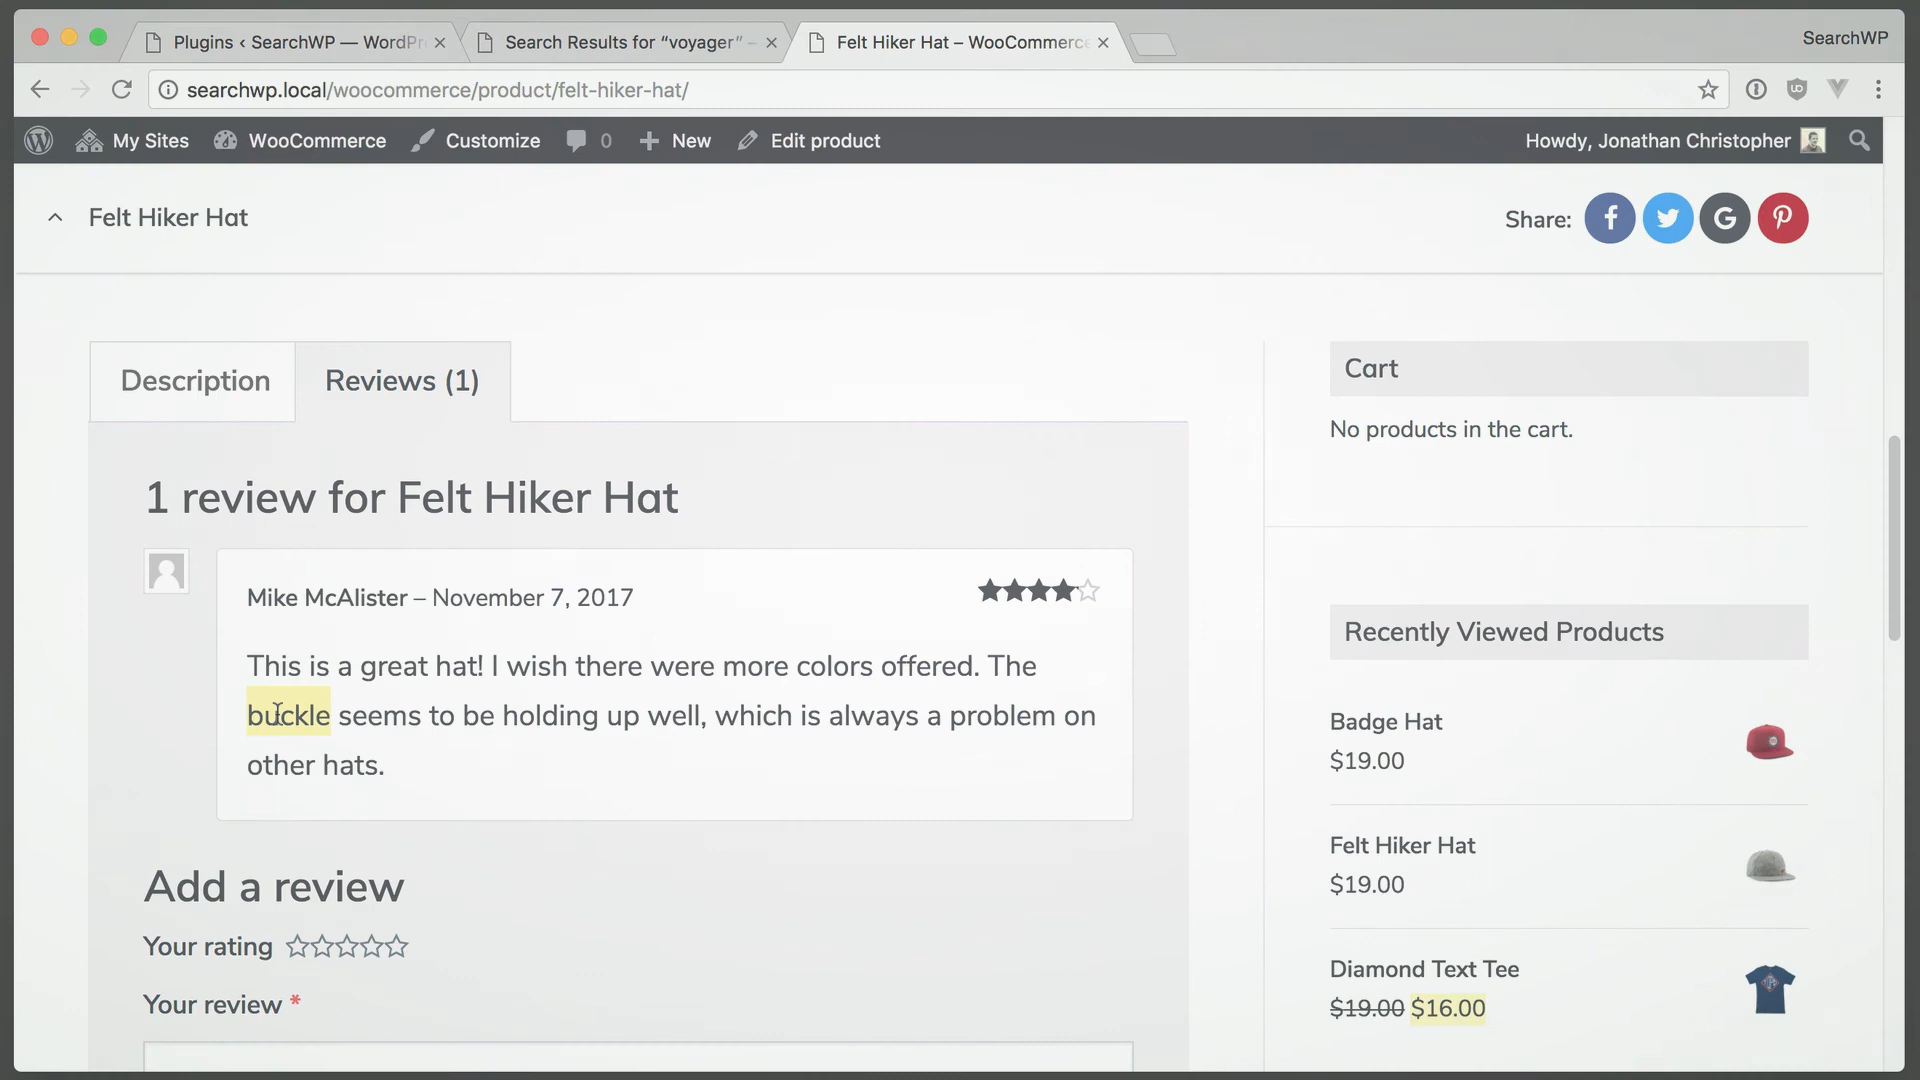 Plugins ‹ SearchWP — WordPr
Search Results for “voyager” –
Felt Hiker Hat – WooCommerce
SearchWP
searchwp.local/woocommerce/product/felt-hiker-hat/
My Sites
WooCommerce
Customize
0
New
Edit product
Howdy, Jonathan Christopher
Felt Hiker Hat
Share:
Description
Reviews (1)
1 review for Felt Hiker Hat
Mike McAlister – November 7, 2017
This is a great hat! I wish there were more colors offered. The
buckle seems to be holding up well, which is always a problem on
other hats.
Add a review
Your rating
Your review *
Cart
No products in the cart.
Recently Viewed Products
Badge Hat
$19.00
Felt Hiker Hat
$19.00
Diamond Text Tee
$19.00 $16.00